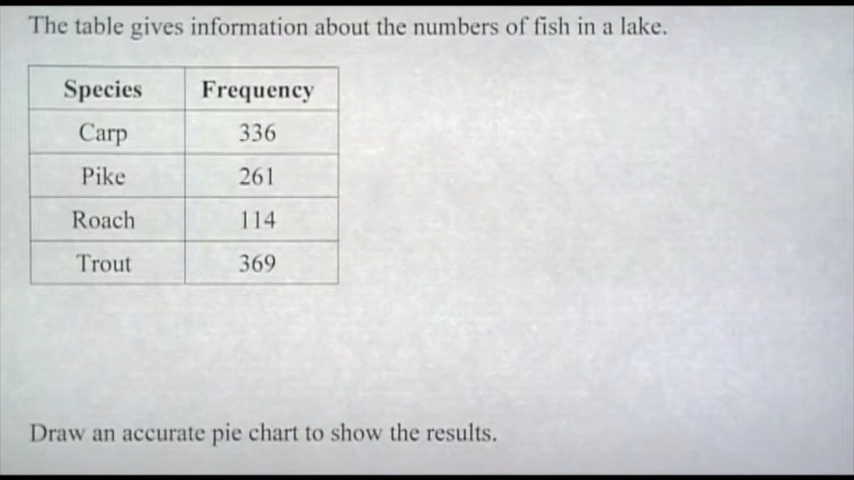 The table gives information about the numbers of fish in a lake.
Species Frequency
Carp 336
Pike 261
Roach 114
Trout 369
Draw an accurate pie chart to show the results.